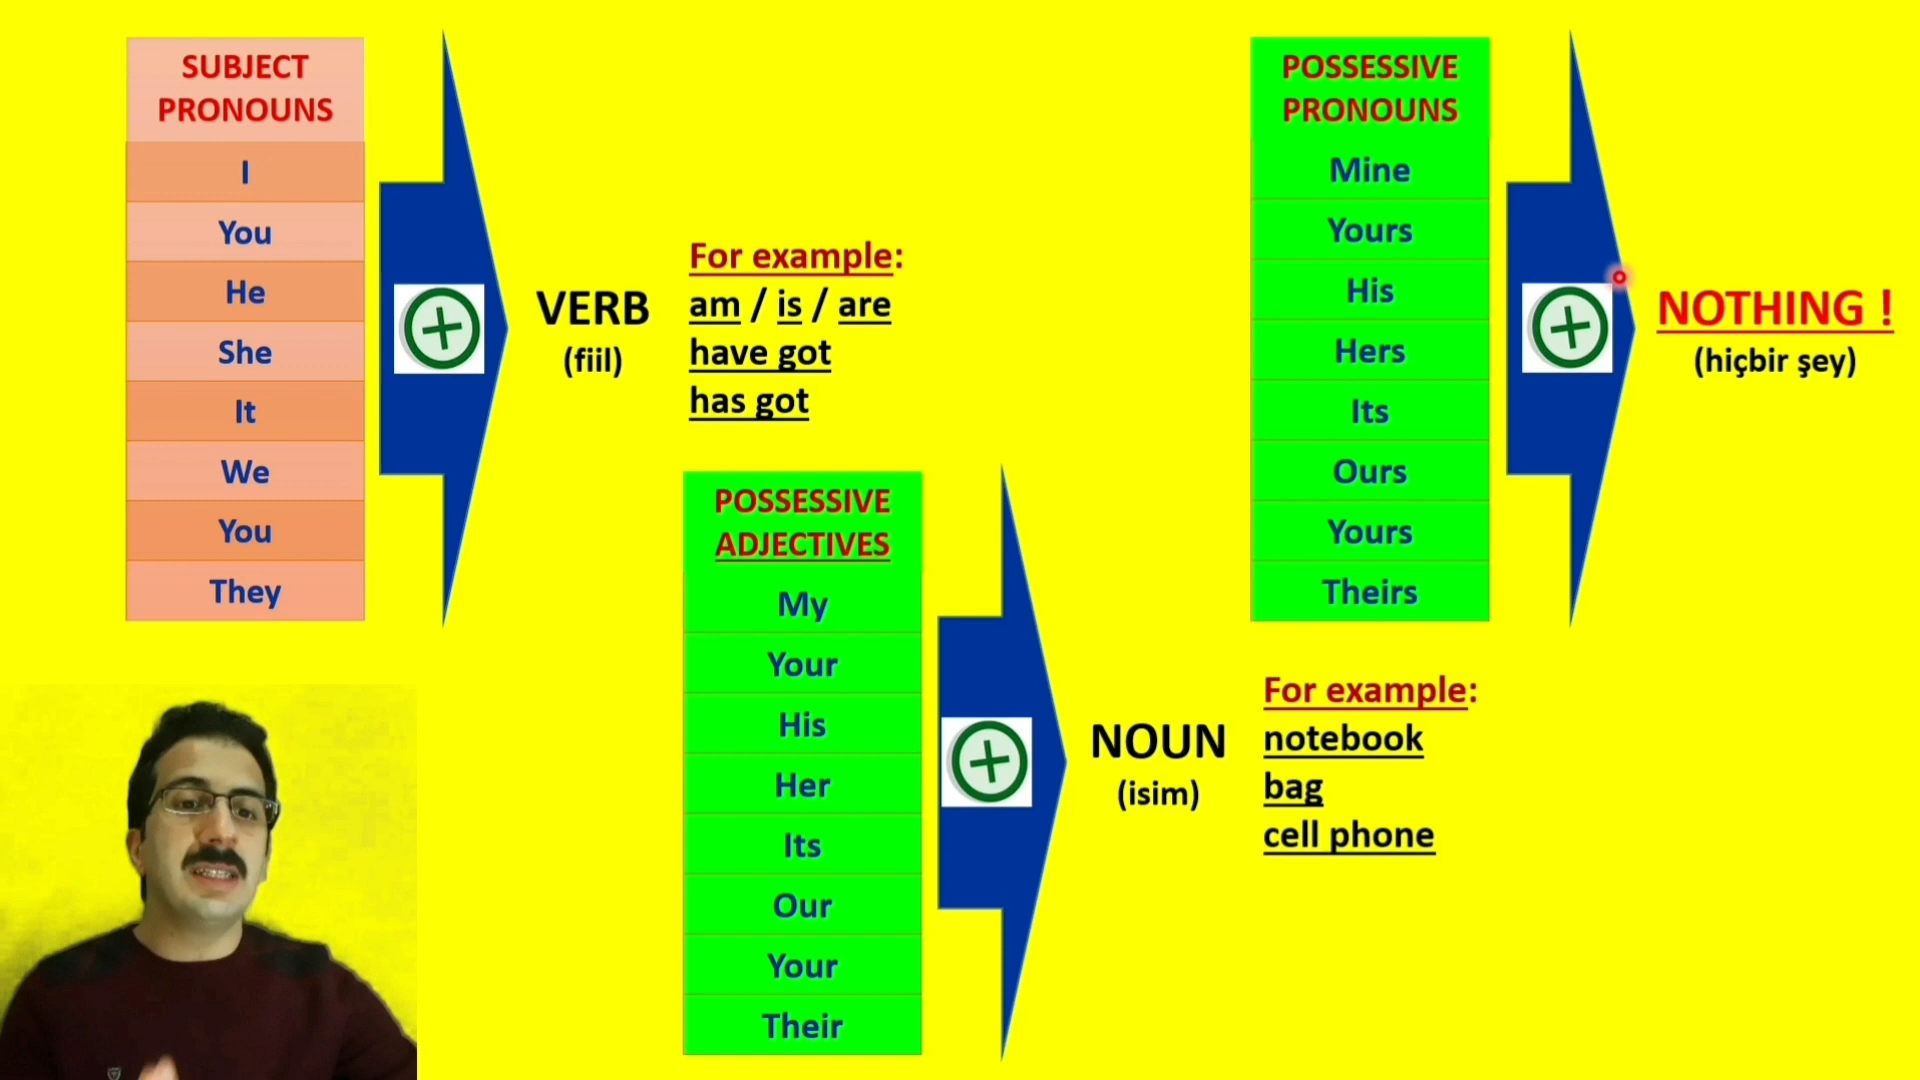 SUBJECT
PRONOUNS
I
You
He
She
It
We
You
They
VERB
(fiil)
For example:
am / is / are
have got
has got
POSSESSIVE
ADJECTIVES
My
Your
His
Her
Its
Our
Your
Their
NOUN
(isim)
For example:
notebook
bag
cell phone
POSSESSIVE
PRONOUNS
Mine
Yours
His
Hers
Its
Ours
Yours
Theirs
NOTHING !
(hiçbir şey)